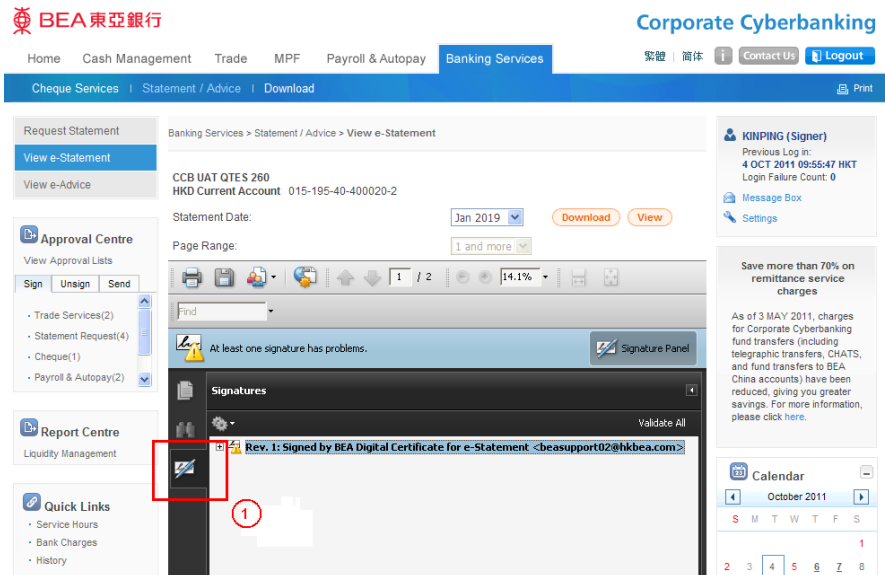 BEA東亞銀行
Corporate Cyberbanking
Home Cash Management Trade MPF Payroll & Autopay Banking Services
繁體 | 简体 i Contact Us Logout
Cheque Services | Statement / Advice | Download
Print
Request Statement
View e-Statement
View e-Advice
Approval Centre
View Approval Lists
Sign Unsign Send
· Trade Services(2)
· Statement Request(4)
· Cheque(1)
· Payroll & Autopay(2)
Report Centre
Liquidity Management
Quick Links
· Service Hours
· Bank Charges
· History
Banking Services > Statement / Advice > View e-Statement
CCB UAT QTES 260
HKD Current Account 015-195-40-400020-2
Statement Date: Jan 2019 Download View
Page Range: 1 and more
1 / 2 14.1%
Find
At least one signature has problems. Signature Panel
Signatures
Validate All
Rev. 1: Signed by BEA Digital Certificate for e-Statement <beasupport02@hkbea.com>
1
KINPING (Signer)
Previous Log in:
4 OCT 2011 09:55:47 HKT
Login Failure Count: 0
Message Box
Settings
Save more than 70% on
remittance service
charges
As of 3 MAY 2011, charges
for Corporate Cyberbanking
fund transfers (including
telegraphic transfers, CHATS,
and fund transfers to BEA
China accounts) have been
reduced, giving you greater
savings. For more information,
please click here.
Calendar
October 2011
S M T W T F S
1
2 3 4 5 6 7 8